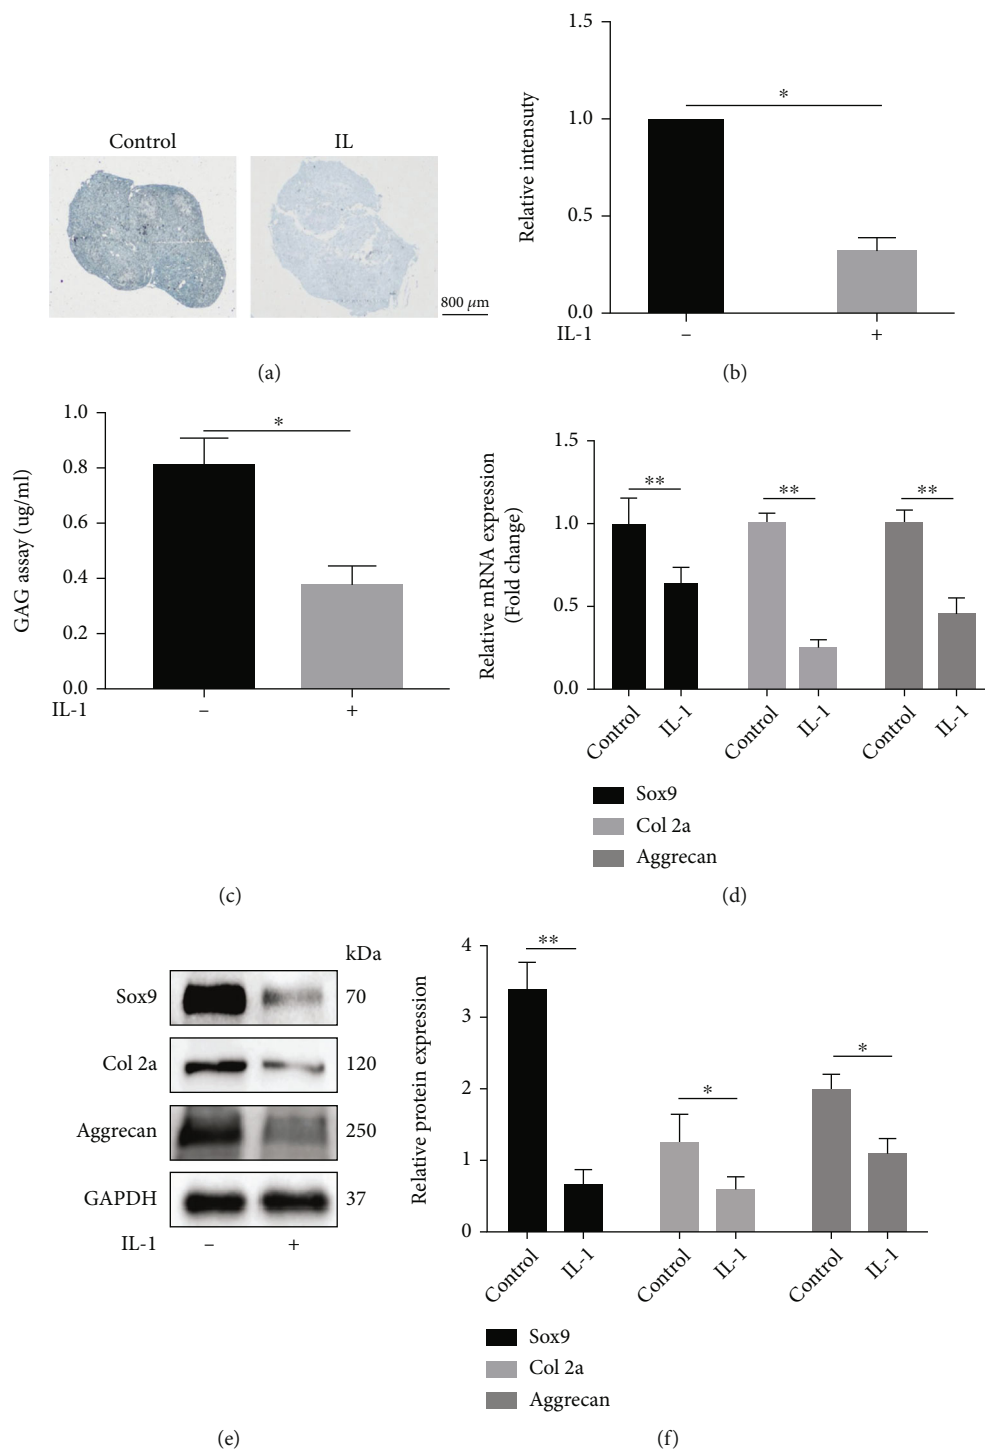 Control IL
800 μm
(a)
Relative intensuty
1.5
1.0
0.5
0.0
*
IL-1 – +
(b)
GAG assay (ug/ml)
1.0
0.8
0.6
0.4
0.2
0.0
*
IL-1 – +
(c)
Relative mRNA expression
(Fold change)
1.5
1.0
0.5
0.0
** ** **
Control IL-1 Control IL-1 Control IL-1
Sox9
Col 2a
Aggrecan
(d)
kDa
Sox9 70
Col 2a 120
Aggrecan 250
GAPDH 37
IL-1 – +
(e)
Relative protein expression
4
3
2
1
0
** * *
Control IL-1 Control IL-1 Control IL-1
Sox9
Col 2a
Aggrecan
(f)